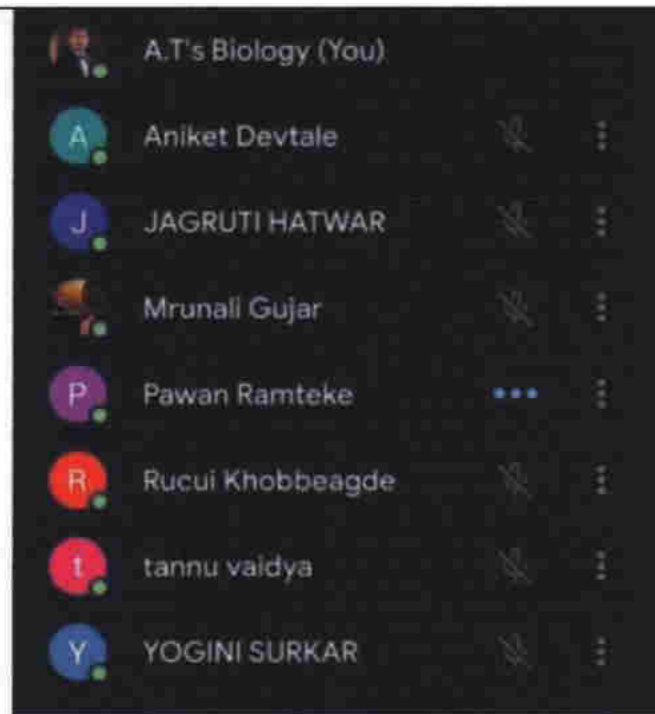 A.T's Biology (You)
A Aniket Devtale
J JAGRUTI HATWAR
Mrunali Gujar
P Pawan Ramteke
R Rucui Khobbeagde
t tannu vaidya
Y YOGINI SURKAR